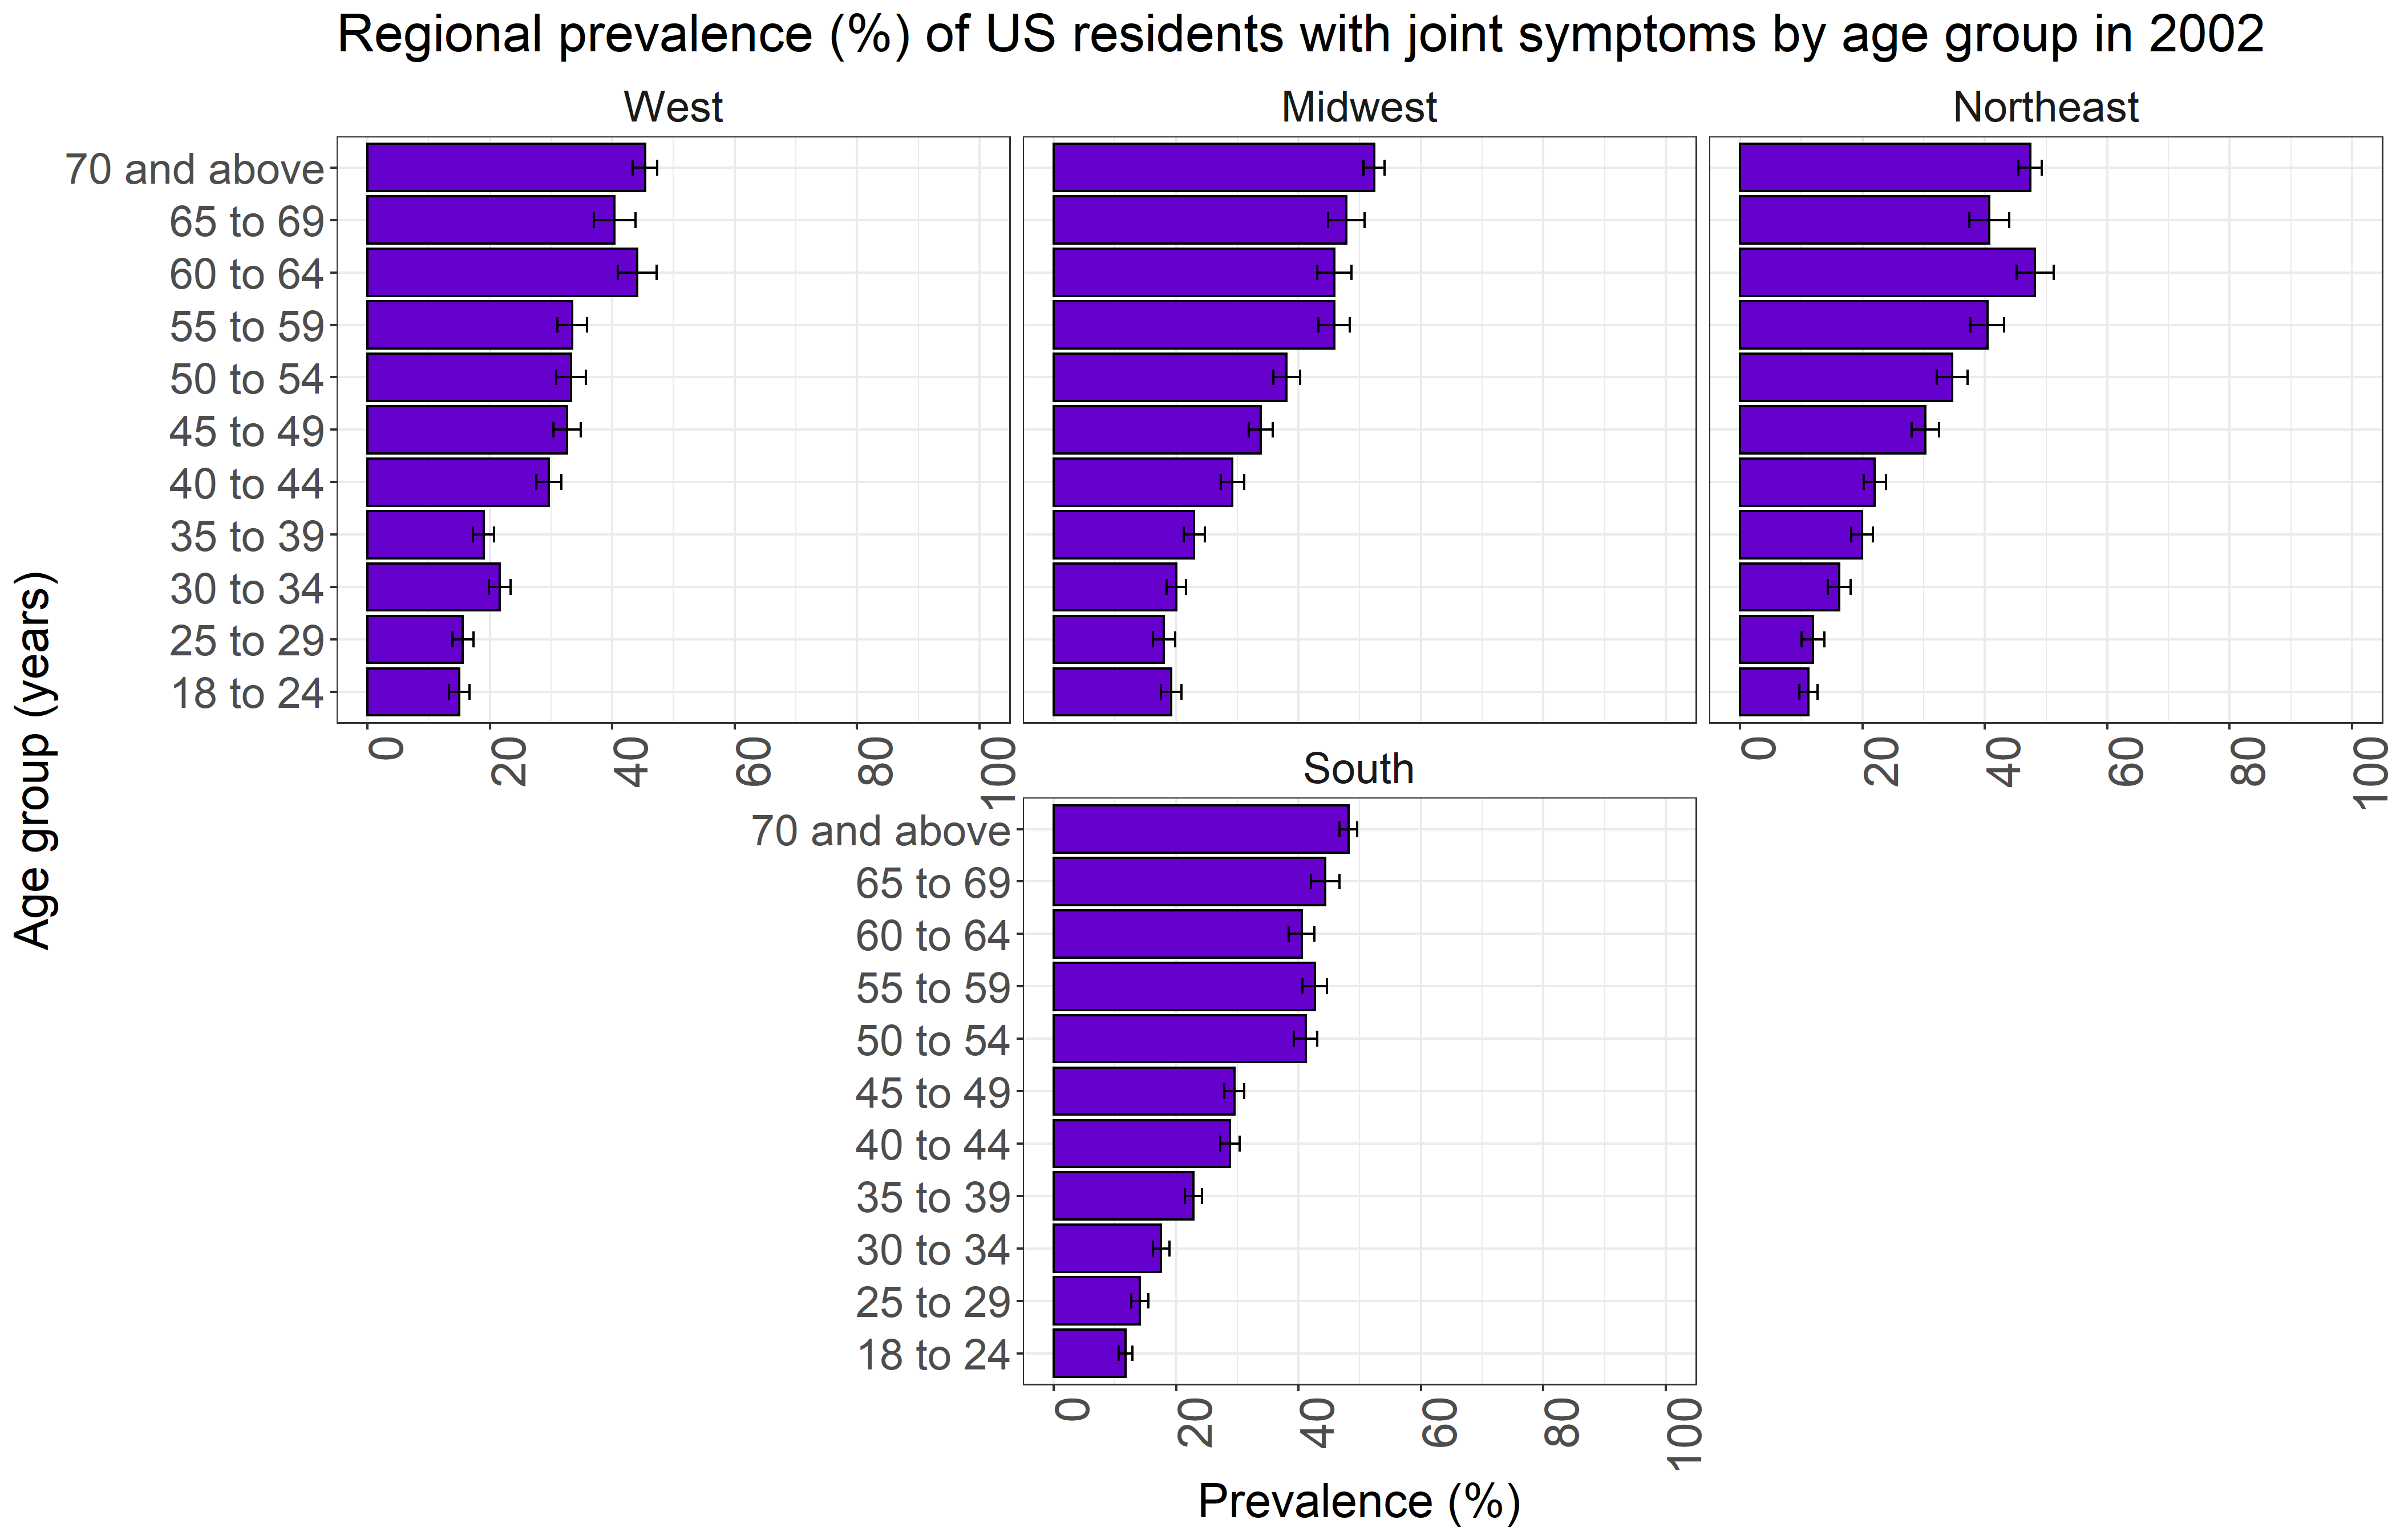 Regional prevalence (%) of US residents with joint symptoms by age group in 2002
West
Midwest
Northeast
70 and above
65 to 69
60 to 64
55 to 59
50 to 54
45 to 49
40 to 44
35 to 39
30 to 34
25 to 29
18 to 24
0
20
40
60
80
100
0
20
40
60
80
100
South
70 and above
65 to 69
60 to 64
55 to 59
50 to 54
45 to 49
40 to 44
35 to 39
30 to 34
25 to 29
18 to 24
0
20
40
60
80
100
Age group (years)
Prevalence (%)